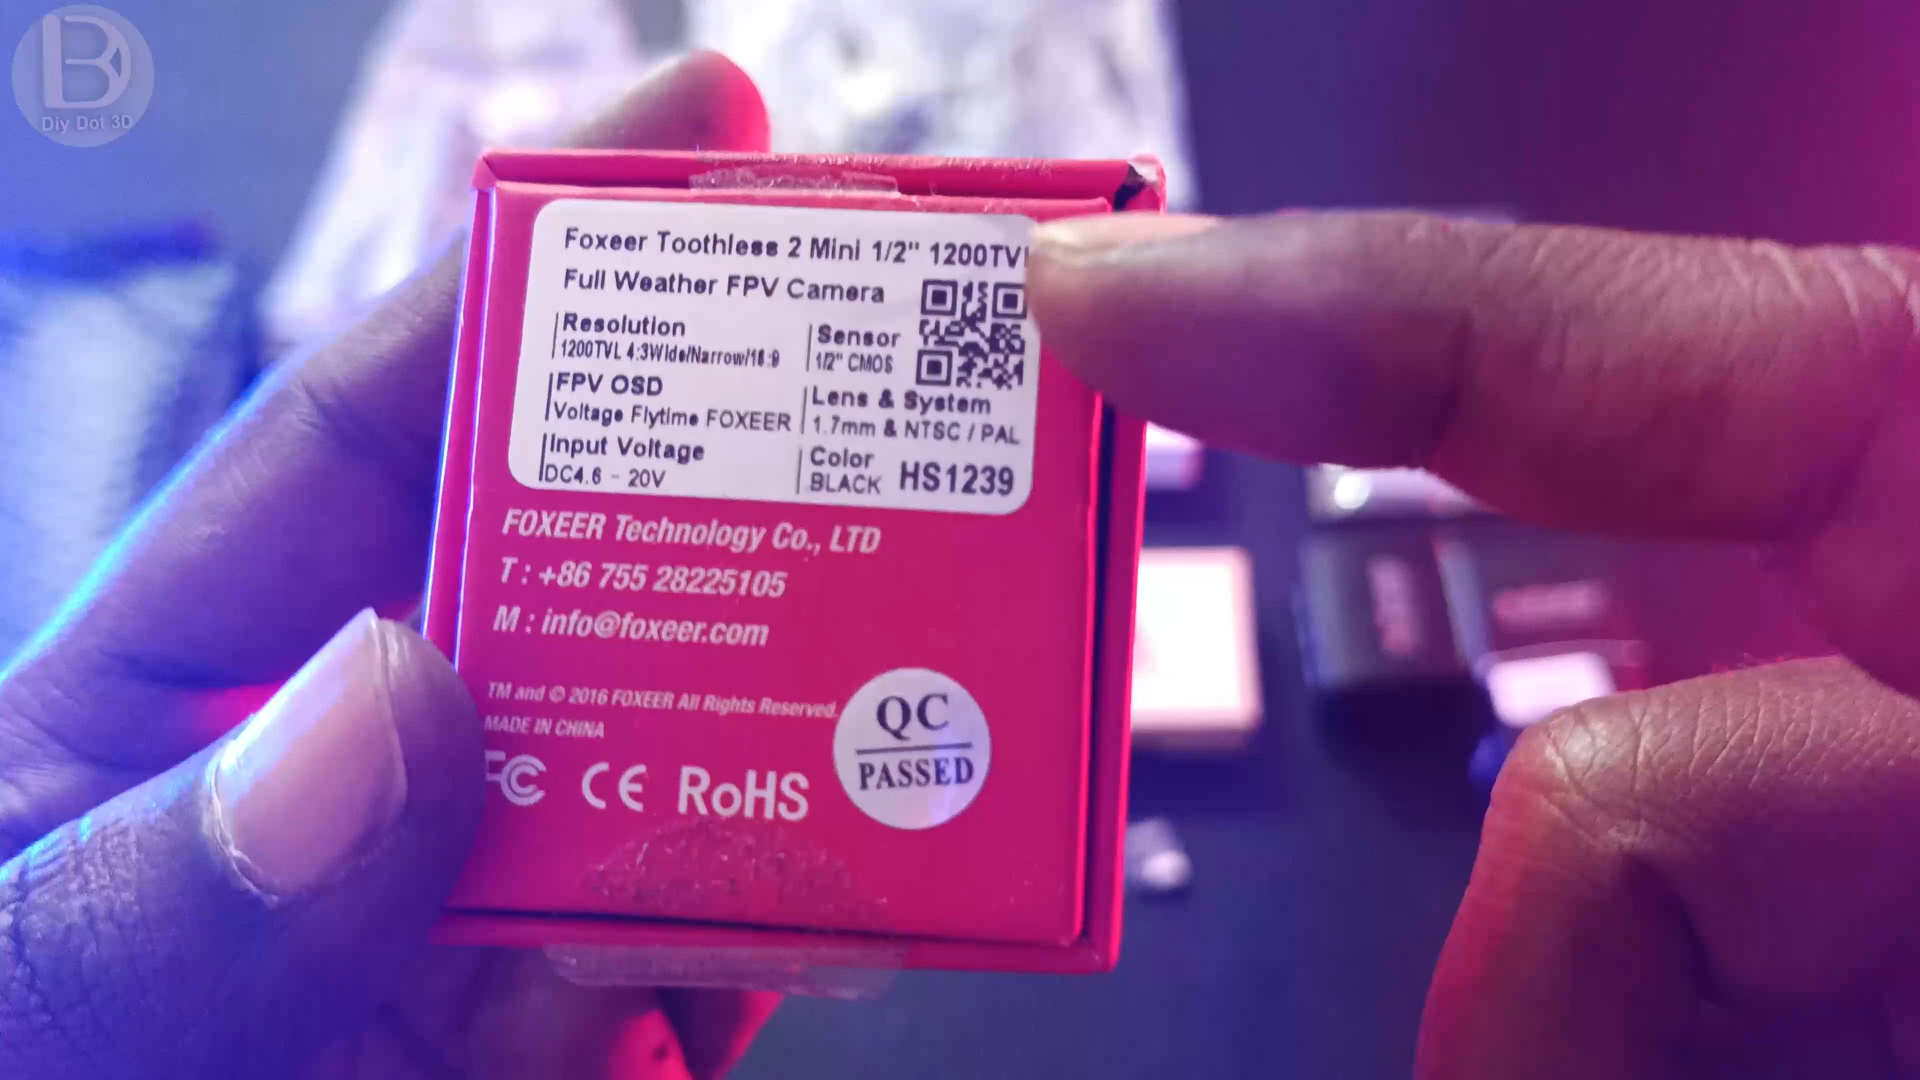 Diy Dot 3D
Foxeer Toothless 2 Mini 1/2" 1200TVL
Full Weather FPV Camera
Resolution
1200TVL 4:3Wide/Narrow/16:9
Sensor
1/2" CMOS
FPV OSD
Voltage Flytime FOXEER
Lens & System
1.7mm & NTSC / PAL
Input Voltage
DC4.6 - 20V
Color
BLACK
HS1239
FOXEER Technology Co., LTD
T : +86 755 28225105
M : info@foxeer.com
TM and © 2016 FOXEER All Rights Reserved.
MADE IN CHINA
FC CE RoHS
QC
PASSED